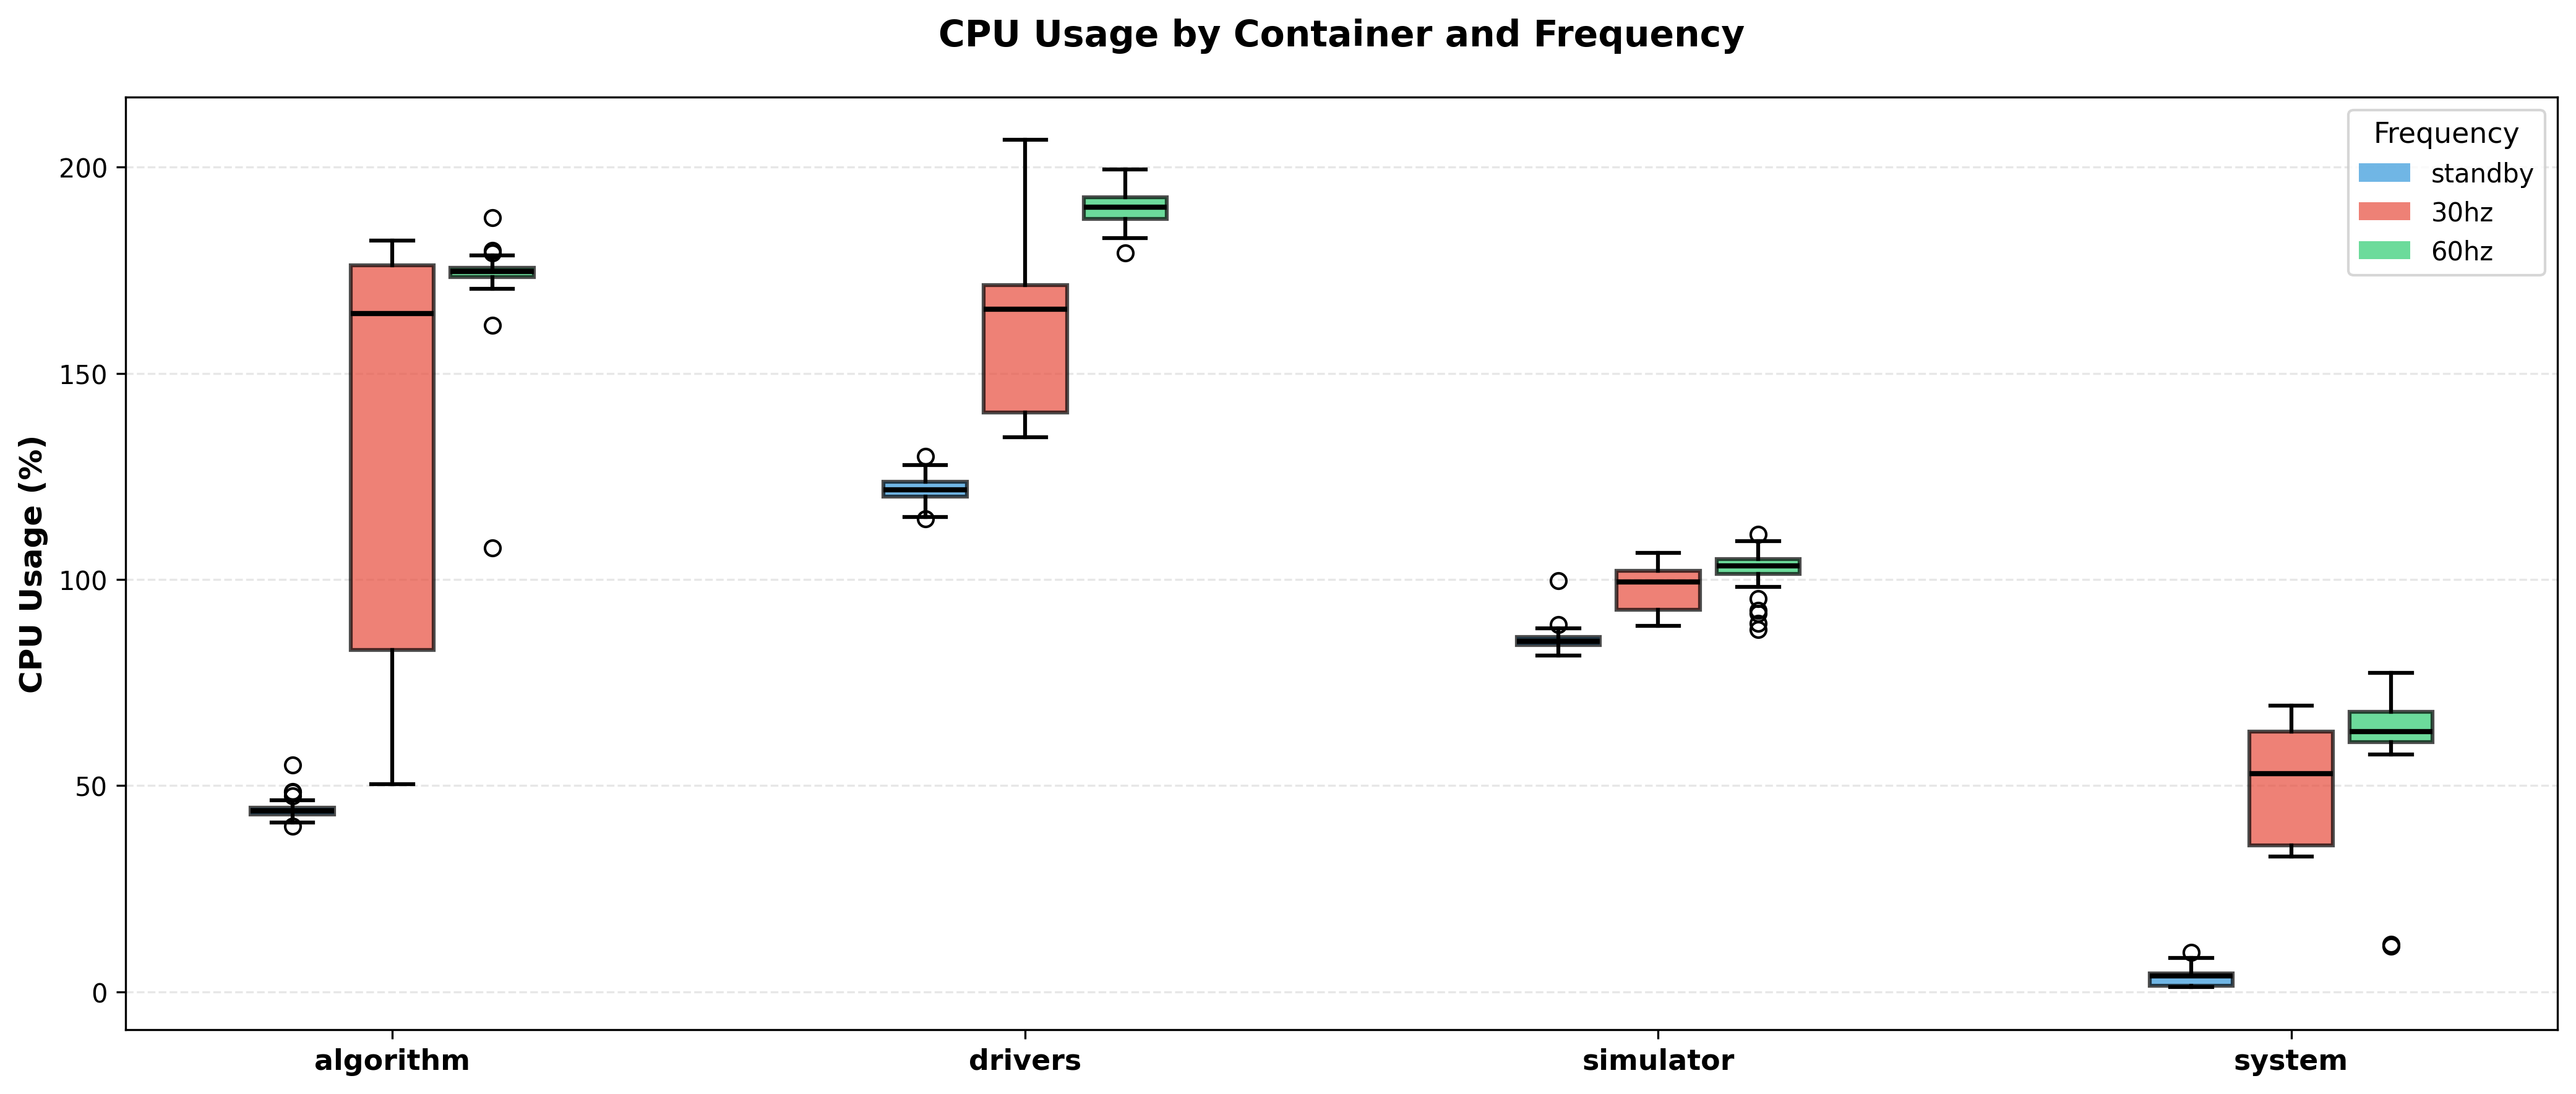 CPU Usage by Container and Frequency
CPU Usage (%)
200
150
100
50
0
Frequency
standby
30hz
60hz
algorithm
drivers
simulator
system